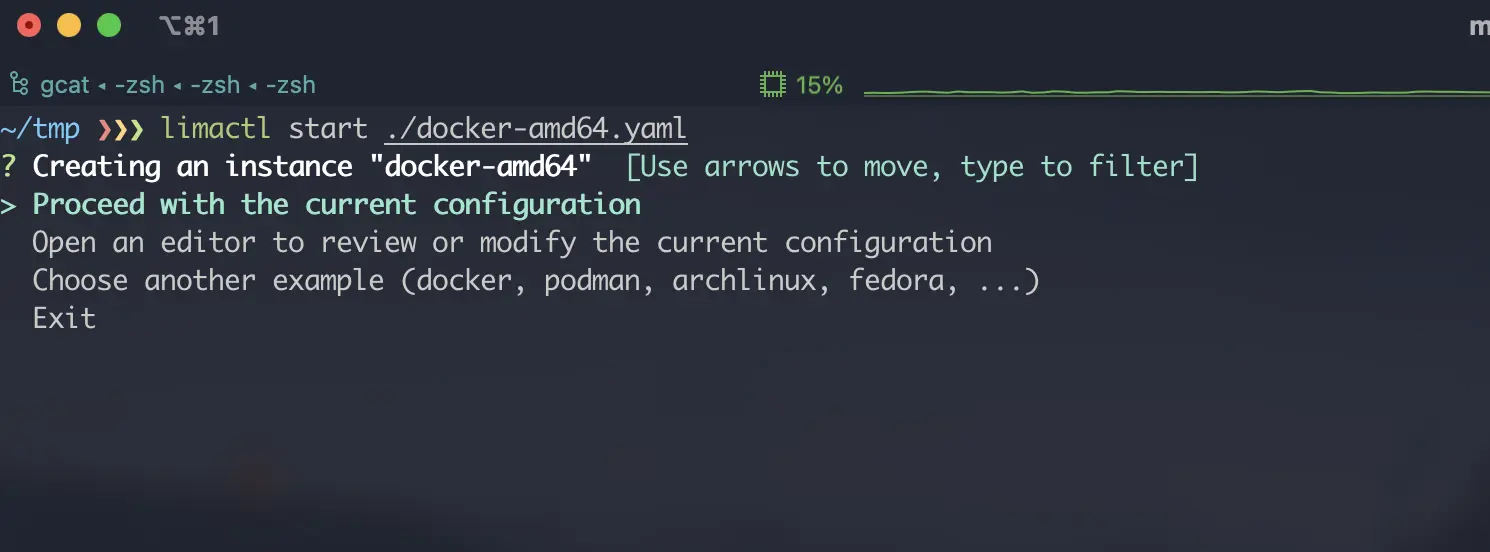 ⌥⌘1
gcat ◂ -zsh ◂ -zsh ◂ -zsh
15%
~/tmp ❯❯❯ limactl start ./docker-amd64.yaml
? Creating an instance "docker-amd64"  [Use arrows to move, type to filter]
> Proceed with the current configuration
  Open an editor to review or modify the current configuration
  Choose another example (docker, podman, archlinux, fedora, ...)
  Exit